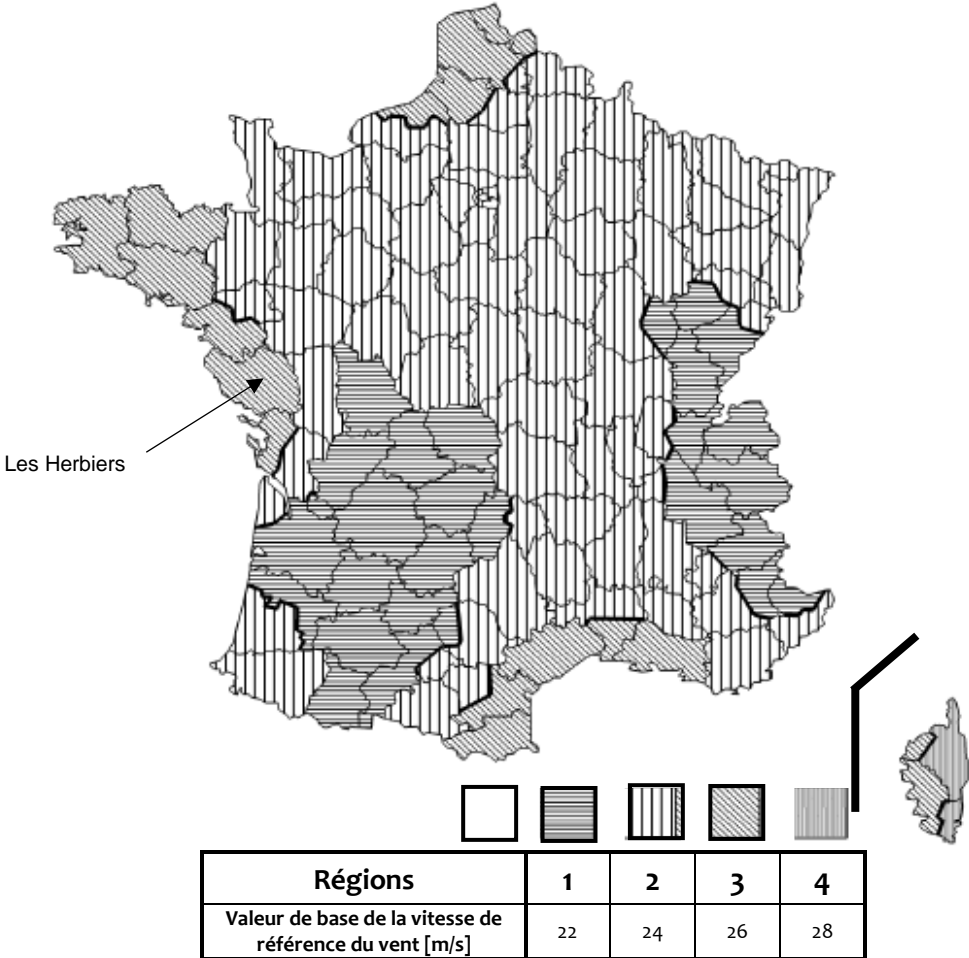 Les Herbiers
Régions 1 2 3 4
Valeur de base de la vitesse de
référence du vent [m/s] 22 24 26 28